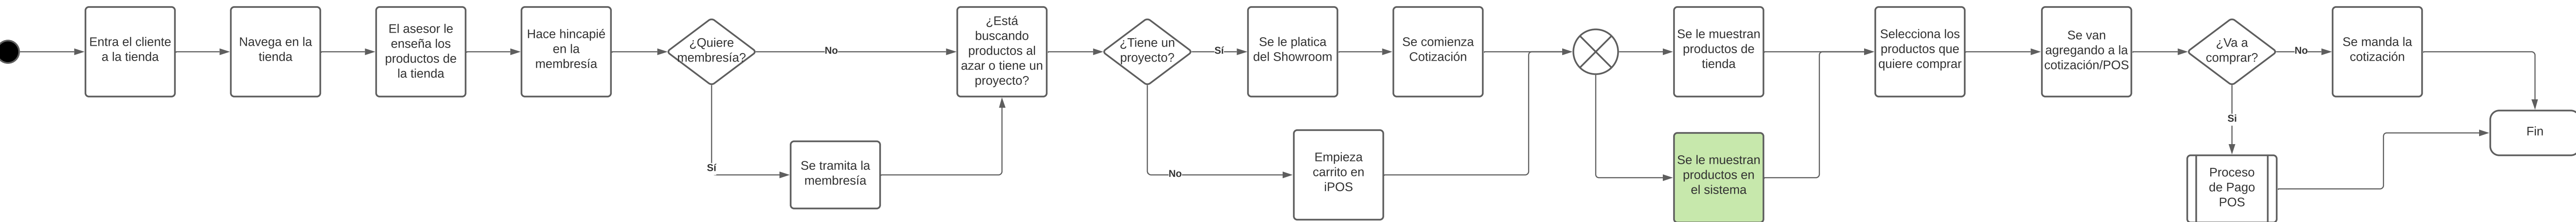 Entra el cliente
a la tienda
Navega en la
tienda
El asesor le
enseña los
productos de
la tienda
Hace hincapié
en la
membresía
¿Quiere
membresía?
No
Sí
Se tramita la
membresía
¿Está
buscando
productos al
azar o tiene un
proyecto?
¿Tiene un
proyecto?
Sí
No
Se le platica
del Showroom
Se comienza
Cotización
Empieza
carrito en
iPOS
Se le muestran
productos de
tienda
Se le muestran
productos en
el sistema
Selecciona los
productos que
quiere comprar
Se van
agregando a la
cotización/POS
¿Va a
comprar?
No
Si
Se manda la
cotización
Proceso
de Pago
POS
Fin